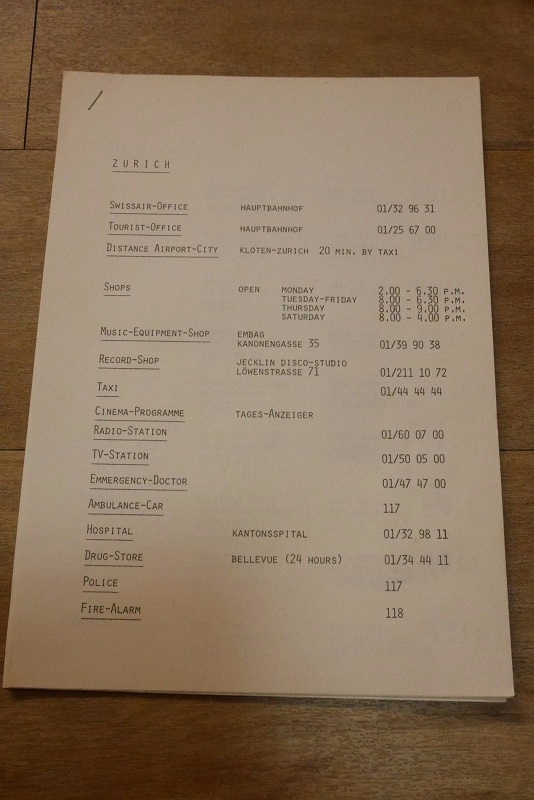 ZURICH
SWISSAIR-OFFICE HAUPTBAHNHOF 01/32 96 31
TOURIST-OFFICE HAUPTBAHNHOF 01/25 67 00
DISTANCE AIRPORT-CITY KLOTEN-ZURICH 20 MIN. BY TAXI
SHOPS OPEN MONDAY 2.00 - 6.30 P.M.
TUESDAY-FRIDAY 8.00 - 6.30 P.M.
THURSDAY 8.00 - 9.00 P.M.
SATURDAY 8.00 - 4.00 P.M.
MUSIC-EQUIPMENT-SHOP EMBAG
KANONENGASSE 35 01/39 90 38
RECORD-SHOP JECKLIN DISCO-STUDIO
LÖWENSTRASSE 71 01/211 10 72
TAXI 01/44 44 44
CINEMA-PROGRAMME TAGES-ANZEIGER
RADIO-STATION 01/60 07 00
TV-STATION 01/50 05 00
EMMERGENCY-DOCTOR 01/47 47 00
AMBULANCE-CAR 117
HOSPITAL KANTONSSPITAL 01/32 98 11
DRUG-STORE BELLEVUE (24 HOURS) 01/34 44 11
POLICE 117
FIRE-ALARM 118